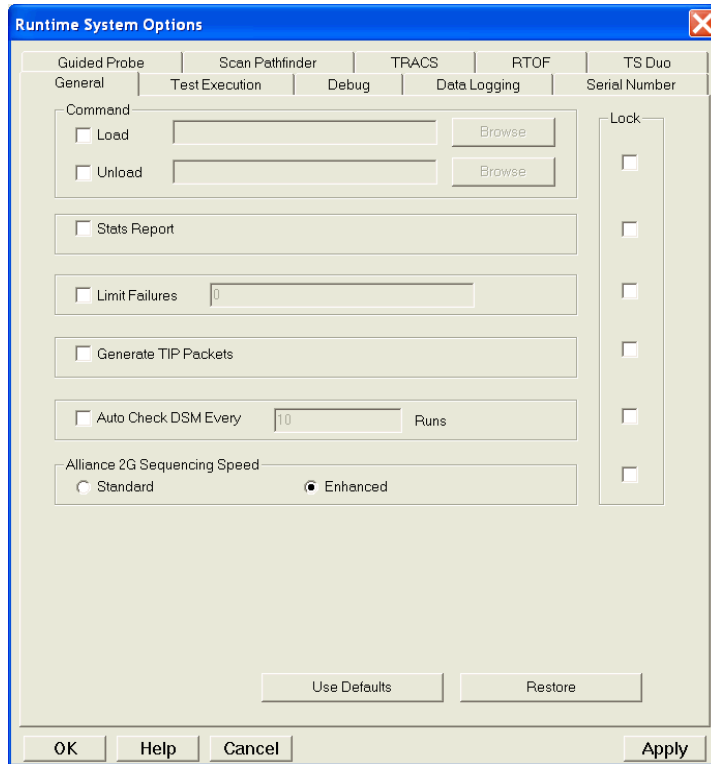 Runtime System Options
Guided Probe Scan Pathfinder TRACS RTOF TS Duo
General Test Execution Debug Data Logging Serial Number
Command Lock
Load Browse
Unload Browse
Stats Report
Limit Failures 0
Generate TIP Packets
Auto Check DSM Every 10 Runs
Alliance 2G Sequencing Speed
Standard Enhanced
Use Defaults Restore
OK Help Cancel Apply